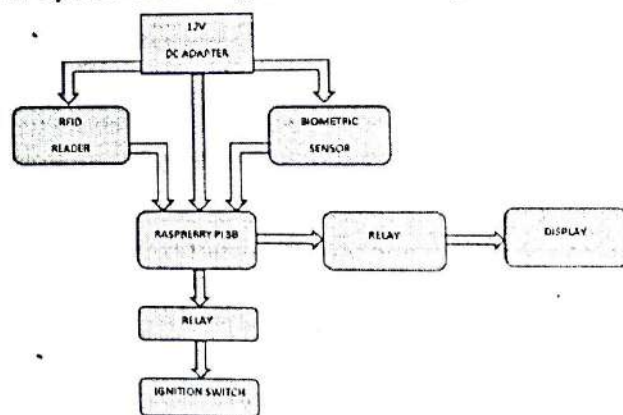 12V
DC ADAPTER
RFID
READER
BIOMETRIC
SENSOR
RASPBERRY PI 3B
RELAY
DISPLAY
RELAY
IGNITION SWITCH